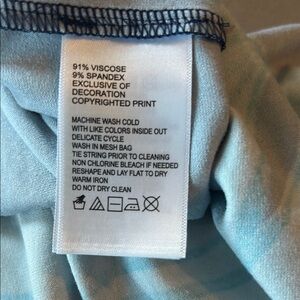 91% VISCOSE
9% SPANDEX
EXCLUSIVE OF
DECORATION
COPYRIGHTED PRINT
MACHINE WASH COLD
WITH LIKE COLORS INSIDE OUT
DELICATE CYCLE
WASH IN MESH BAG
TIE STRING PRIOR TO CLEANING
NON CHLORINE BLEACH IF NEEDED
RESHAPE AND LAY FLAT TO DRY
WARM IRON
DO NOT DRY CLEAN